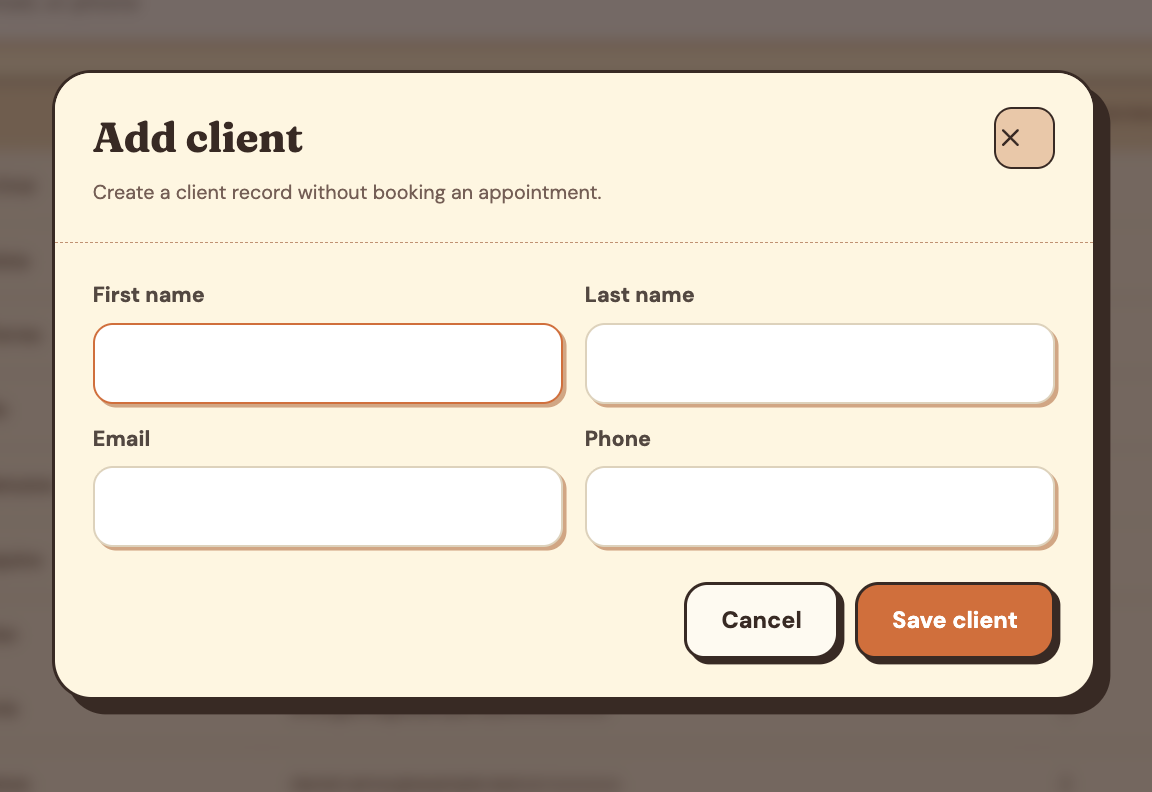 Add client
Create a client record without booking an appointment.
First name
Last name
Email
Phone
Cancel
Save client